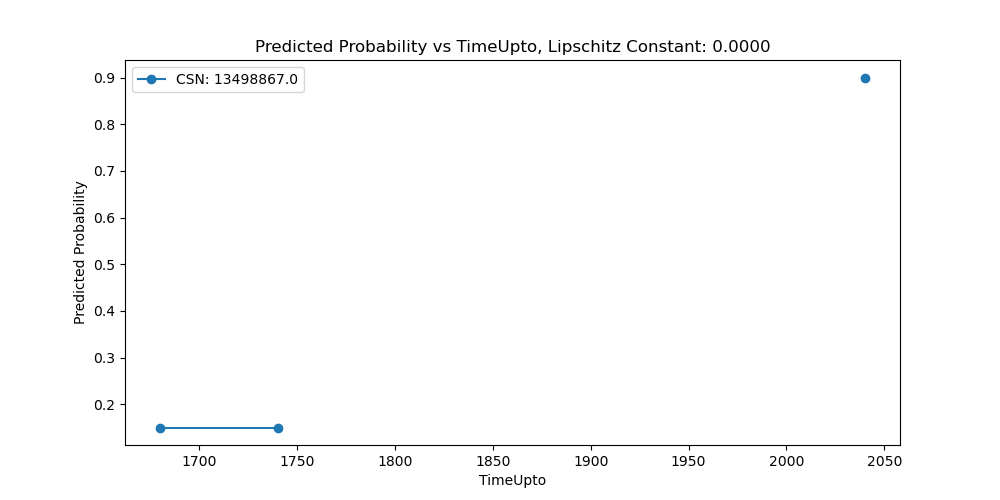 Predicted Probability vs TimeUpto, Lipschitz Constant: 0.0000
CSN: 13498867.0
Predicted Probability
0.9
0.8
0.7
0.6
0.5
0.4
0.3
0.2
1700 1750 1800 1850 1900 1950 2000 2050
TimeUpto